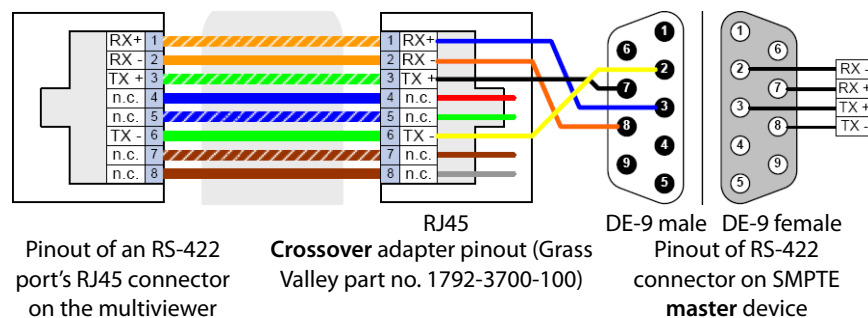 RX+ 1
RX - 2
TX + 3
n.c. 4
n.c. 5
TX - 6
n.c. 7
n.c. 8
1 RX+
2 RX -
3 TX +
4 n.c.
5 n.c.
6 TX -
7 n.c.
8 n.c.
1
6
2
7
3
8
4
9
5
1
6
2
7
3
8
4
9
5
RX -
RX +
TX +
TX -
RJ45
DE-9 male
DE-9 female
Pinout of an RS-422
port's RJ45 connector
on the multiviewer
Crossover adapter pinout (Grass
Valley part no. 1792-3700-100)
Pinout of RS-422
connector on SMPTE
master device